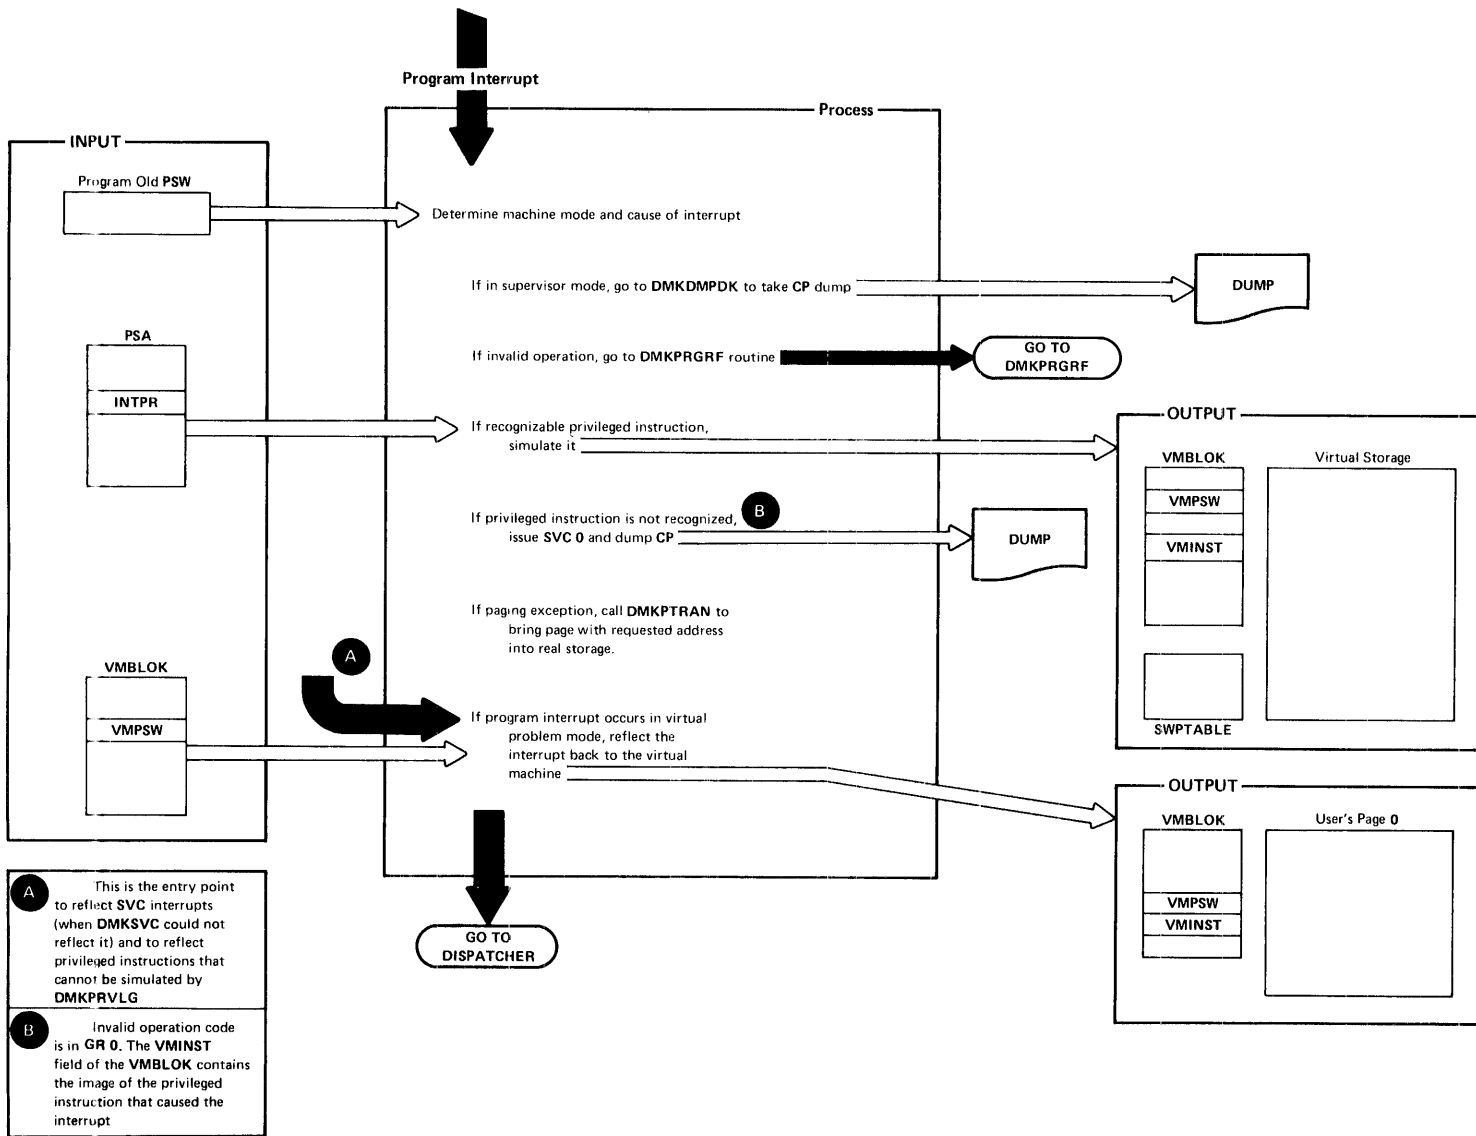 Program Interrupt
Process
INPUT
Program Old PSW
Determine machine mode and cause of interrupt
If in supervisor mode, go to DMKDMPDK to take CP dump
DUMP
PSA
INTPR
If invalid operation, go to DMKPRGRF routine
GO TO
DMKPRGRF
If recognizable privileged instruction,
simulate it
OUTPUT
VMBLOK
Virtual Storage
VMPSW
VMINST
SWPTABLE
B
If privileged instruction is not recognized,
issue SVC 0 and dump CP
DUMP
If paging exception, call DMKPTRAN to
bring page with requested address
into real storage.
A
VMBLOK
VMPSW
If program interrupt occurs in virtual
problem mode, reflect the
interrupt back to the virtual
machine
OUTPUT
VMBLOK
User's Page 0
VMPSW
VMINST
GO TO
DISPATCHER
A
This is the entry point
to reflect SVC interrupts
(when DMKSVC could not
reflect it) and to reflect
privileged instructions that
cannot be simulated by
DMKPRVLG
B
Invalid operation code
is in GR 0. The VMINST
field of the VMBLOK contains
the image of the privileged
instruction that caused the
interrupt